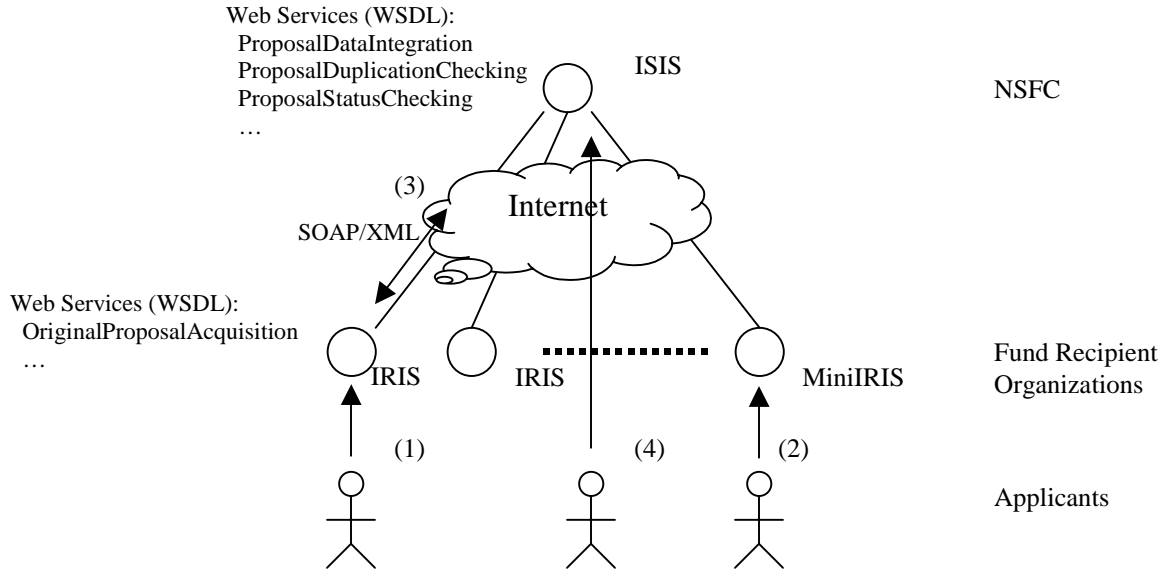 Web Services (WSDL):
ProposalDataIntegration
ProposalDuplicationChecking
ProposalStatusChecking
…
ISIS
NSFC
(3)
Internet
SOAP/XML
Web Services (WSDL):
OriginalProposalAcquisition
…
IRIS
IRIS
MiniIRIS
Fund Recipient
Organizations
(1)
(4)
(2)
Applicants